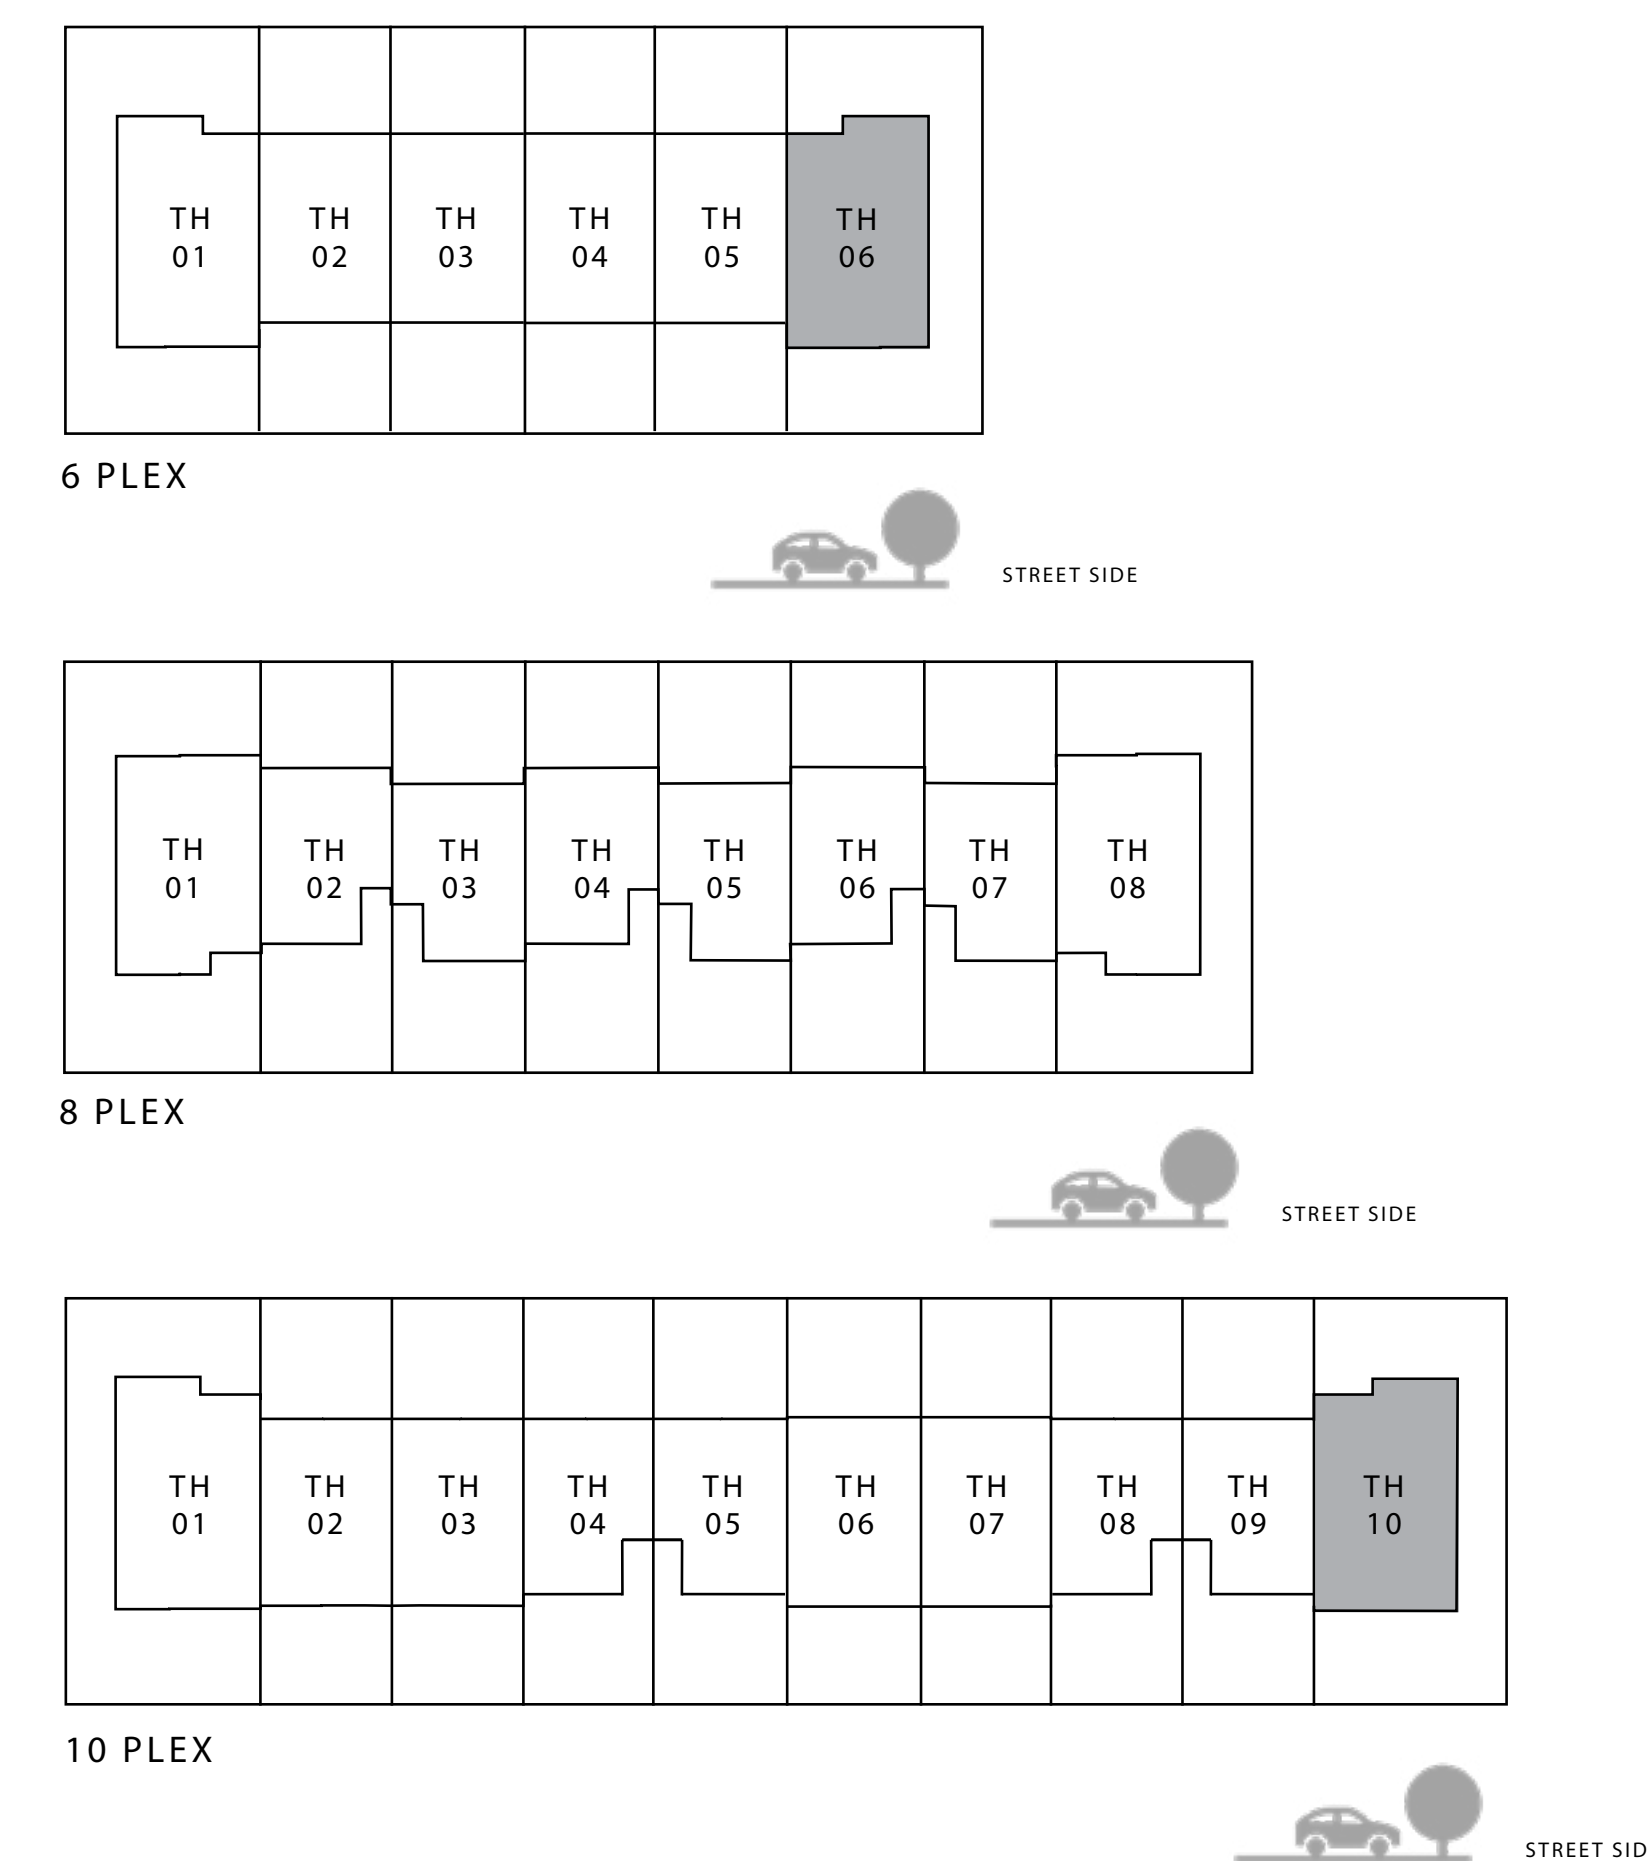 TH TH TH TH TH TH
01 02 03 04 05 06
6 PLEX
STREET SIDE
TH TH TH TH TH TH TH TH
01 02 03 04 05 06 07 08
8 PLEX
STREET SIDE
TH TH TH TH TH TH TH TH TH TH
01 02 03 04 05 06 07 08 09 10
10 PLEX
STREET SID